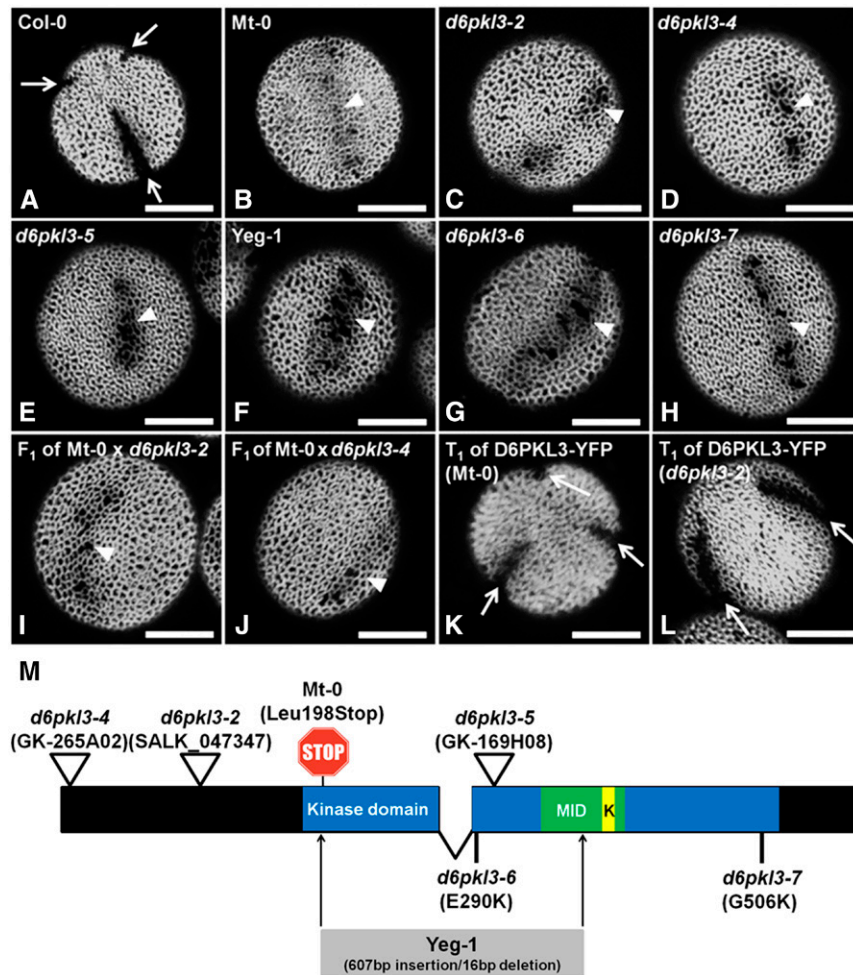 Col-0
Mt-0
d6pkl3-2
d6pkl3-4
A
B
C
D
d6pkl3-5
Yeg-1
d6pkl3-6
d6pkl3-7
E
F
G
H
F₁ of Mt-0 x d6pkl3-2
F₁ of Mt-0 x d6pkl3-4
T₁ of D6PKL3-YFP
(Mt-0)
T₁ of D6PKL3-YFP
(d6pkl3-2)
I
J
K
L
M
d6pkl3-4
(GK-265A02)
d6pkl3-2
(SALK_047347)
Mt-0
(Leu198Stop)
STOP
d6pkl3-5
(GK-169H08)
Kinase domain
MID
K
d6pkl3-6
(E290K)
d6pkl3-7
(G506K)
Yeg-1
(607bp insertion/16bp deletion)